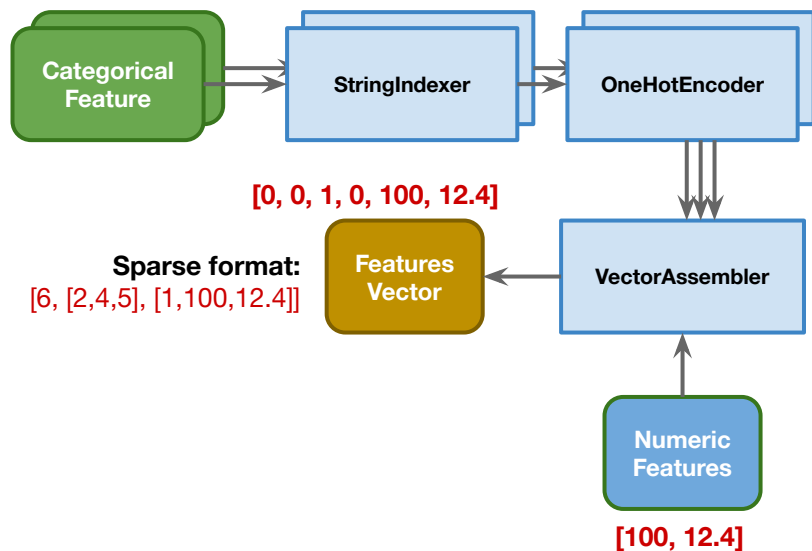 Categorical
Feature
StringIndexer
OneHotEncoder
[0, 0, 1, 0, 100, 12.4]
Sparse format:
[6, [2,4,5], [1,100,12.4]]
Features
Vector
VectorAssembler
Numeric
Features
[100, 12.4]